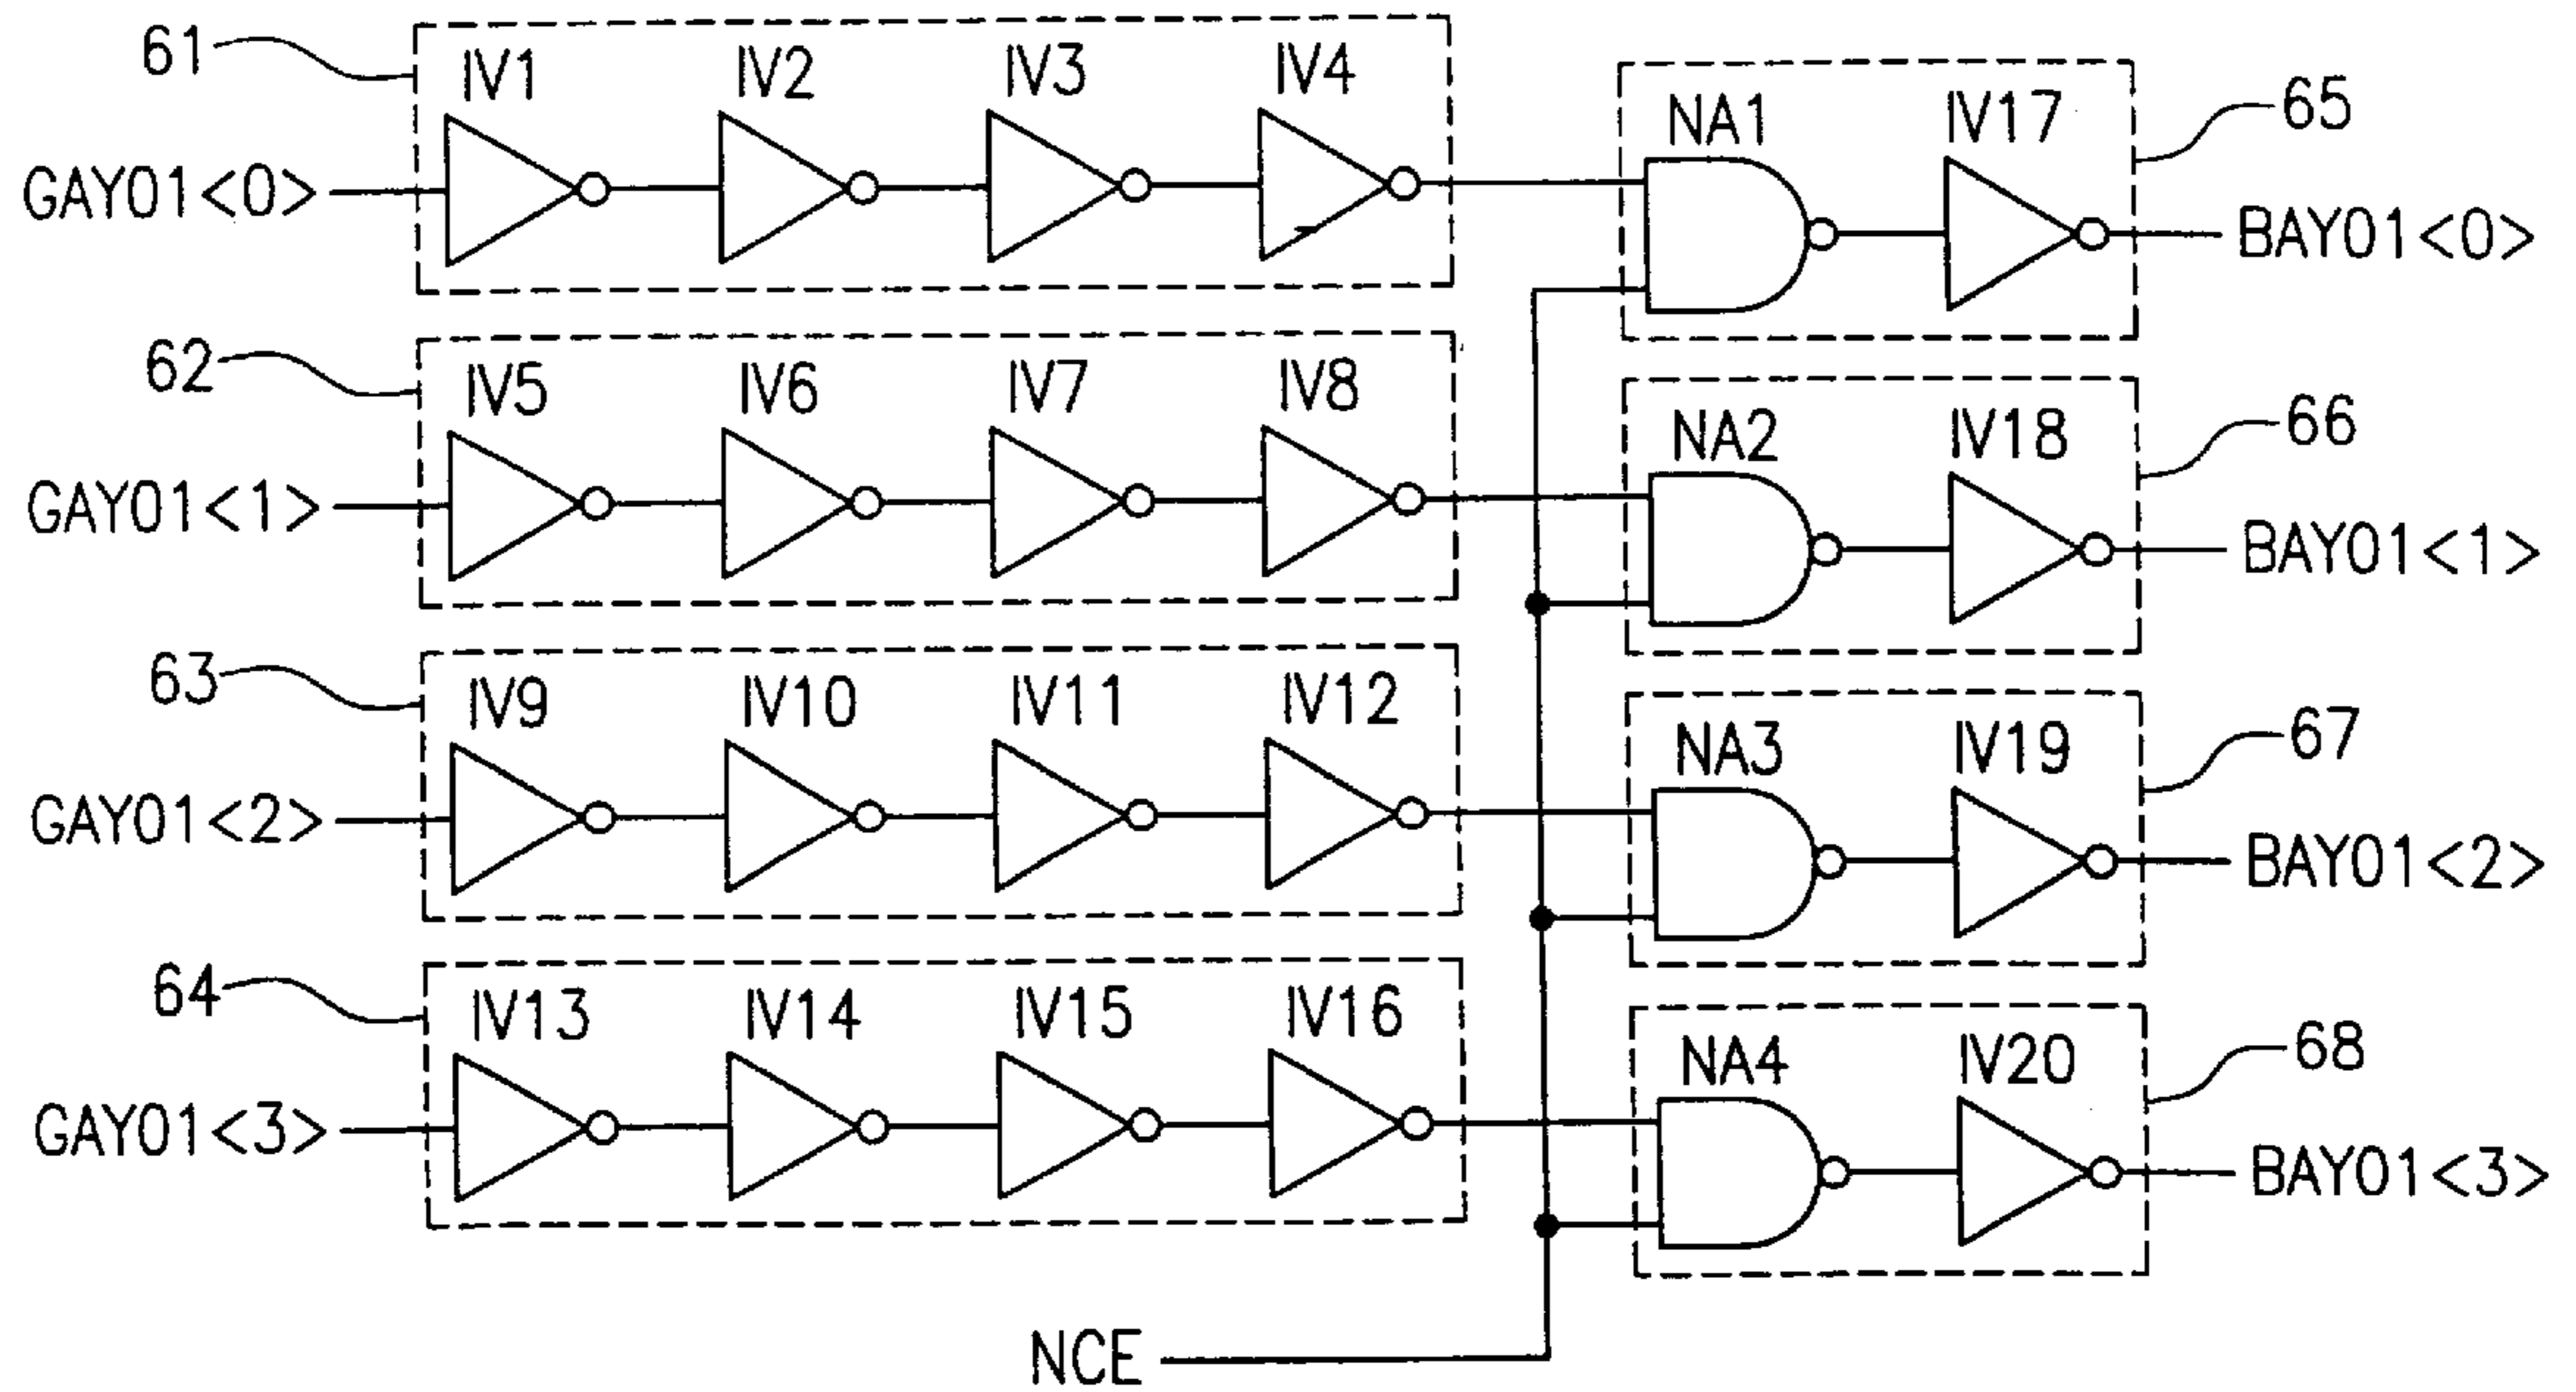 61
IV1 IV2 IV3 IV4
NA1 IV17
65
GAY01<0>
BAY01<0>
62
IV5 IV6 IV7 IV8
NA2 IV18
66
GAY01<1>
BAY01<1>
63
IV9 IV10 IV11 IV12
NA3 IV19
67
GAY01<2>
BAY01<2>
64
IV13 IV14 IV15 IV16
NA4 IV20
68
GAY01<3>
BAY01<3>
NCE